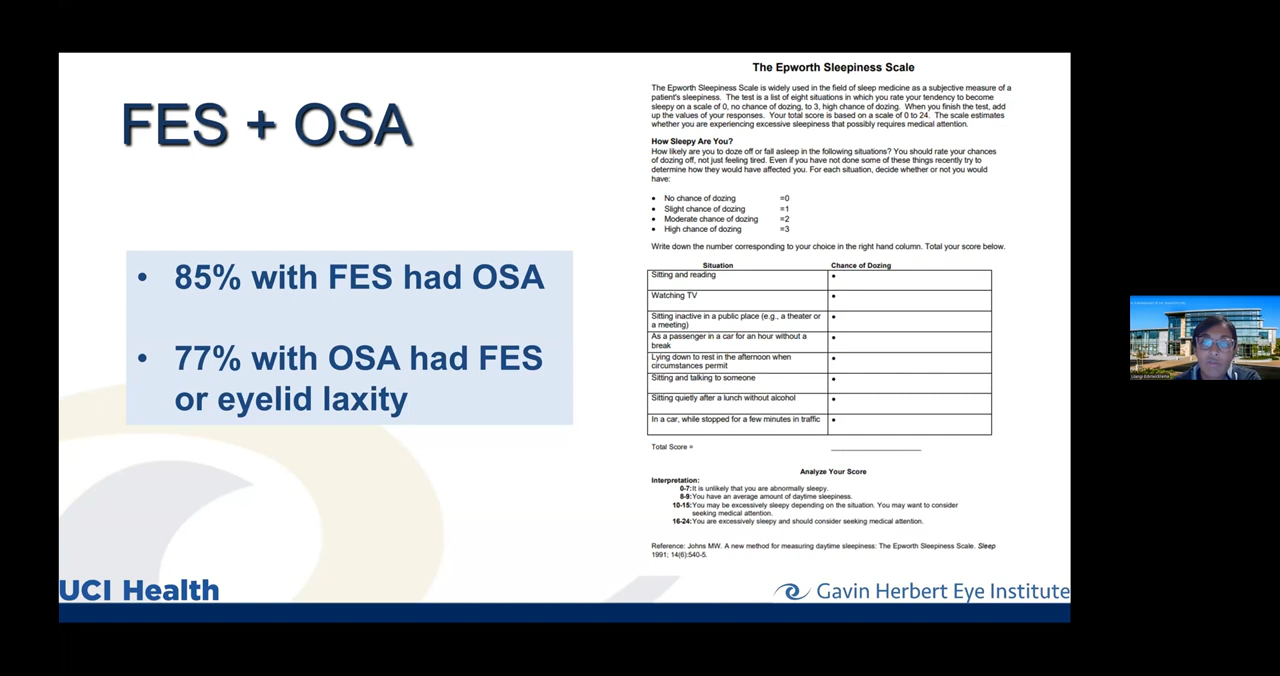 FES + OSA
• 85% with FES had OSA
• 77% with OSA had FES
or eyelid laxity
The Epworth Sleepiness Scale
The Epworth Sleepiness Scale is widely used in the field of sleep medicine as a subjective measure of a
patient's sleepiness. The test is a list of eight situations in which you rate your tendency to become
sleepy on a scale of 0, no chance of dozing, to 3, high chance of dozing. When you finish the test, add
up the values of your responses. Your total score is based on a scale of 0 to 24. The scale estimates
whether you are experiencing excessive sleepiness that possibly requires medical attention.
How Sleepy Are You?
How likely are you to doze off or fall asleep in the following situations? You should rate your chances
of dozing off, not just feeling tired. Even if you have not done some of these things recently try to
determine how they would have affected you. For each situation, decide whether or not you would
have:
• No chance of dozing =0
• Slight chance of dozing =1
• Moderate chance of dozing =2
• High chance of dozing =3
Write down the number corresponding to your choice in the right hand column. Total your score below.
Situation Chance of Dozing
Sitting and reading •
Watching TV •
Sitting inactive in a public place (e.g., a theater or •
a meeting)
As a passenger in a car for an hour without a •
break
Lying down to rest in the afternoon when •
circumstances permit
Sitting and talking to someone •
Sitting quietly after a lunch without alcohol •
In a car, while stopped for a few minutes in traffic •
Total Score =
Analyze Your Score
Interpretation:
0-7:It is unlikely that you are abnormally sleepy.
8-9:You have an average amount of daytime sleepiness.
10-15:You may be excessively sleepy depending on the situation. You may want to consider
seeking medical attention.
16-24:You are excessively sleepy and should consider seeking medical attention.
Reference: Johns MW. A new method for measuring daytime sleepiness: The Epworth Sleepiness Scale. Sleep
1991; 14(6):540-5.
UCI Health
Gavin Herbert Eye Institute